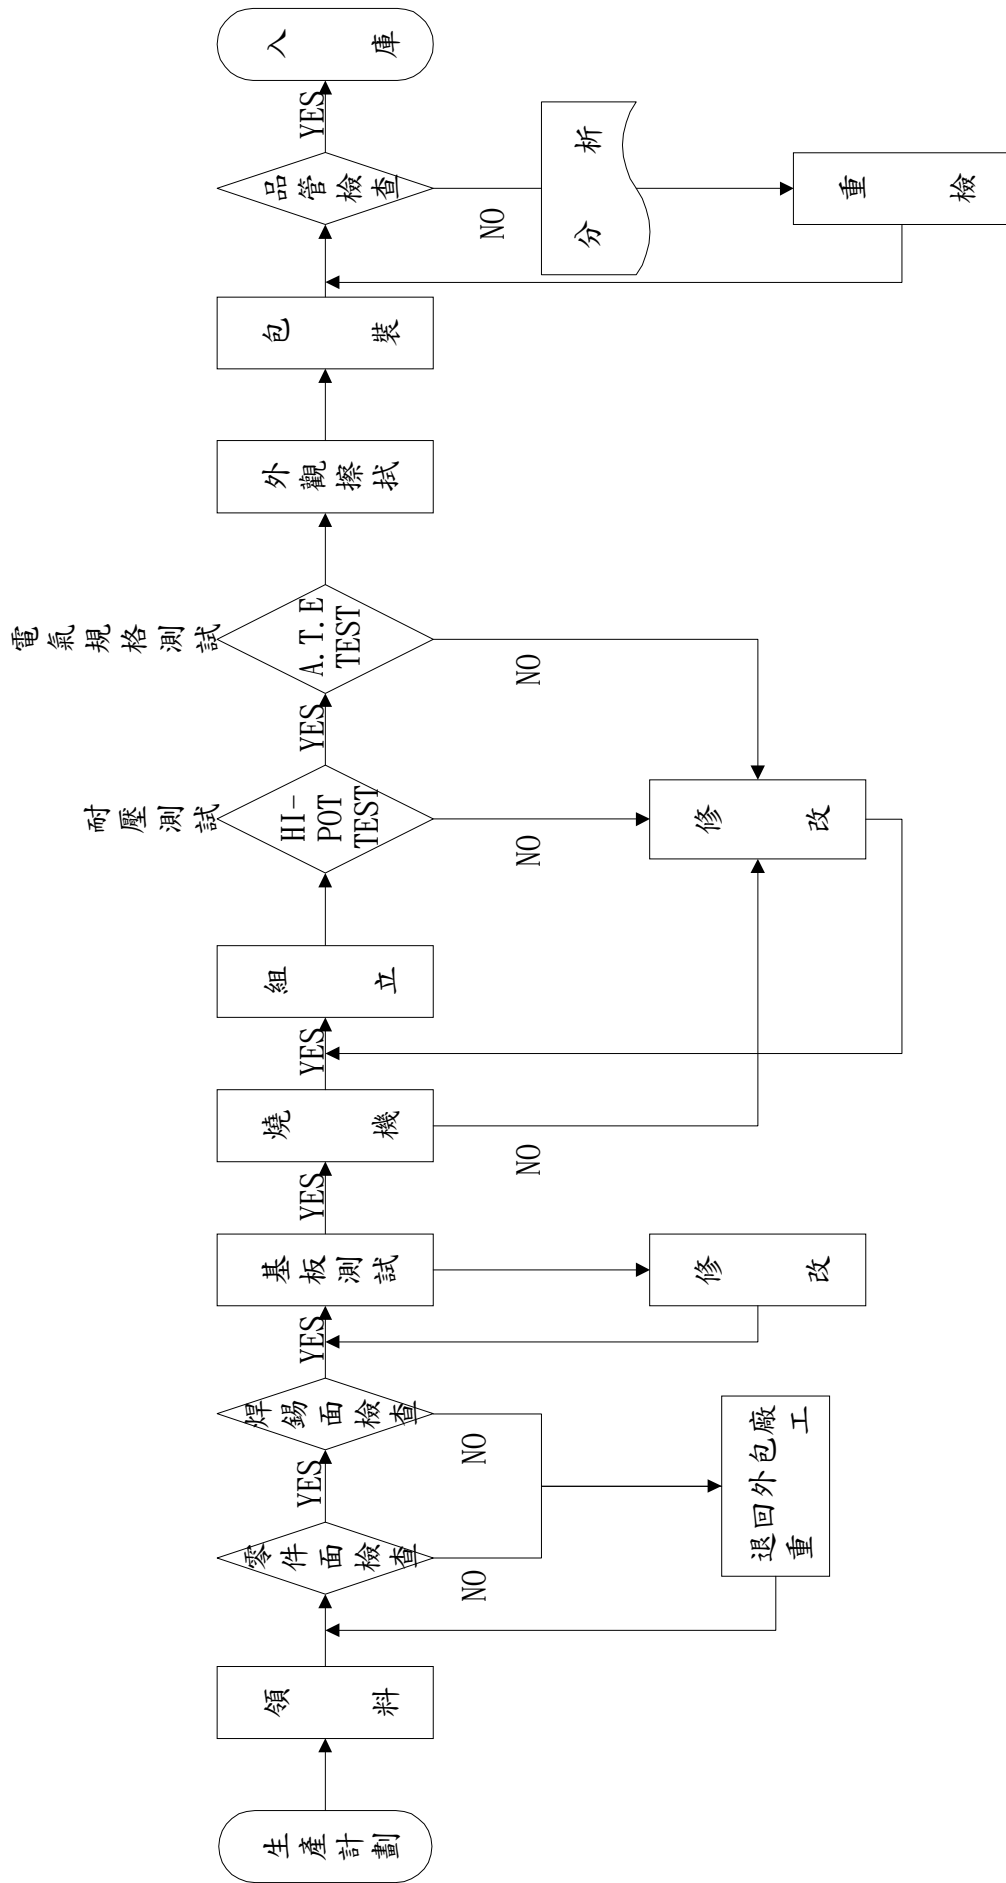 生產計劃
領料
零件面檢查
YES
NO
焊錫面檢查
YES
NO
退回外包廠
重 工
基板測試
YES
修改
燒機
YES
NO
組立
耐壓測試
HI-
POT
TEST
YES
NO
修改
電氣規格測試
A.T.E
TEST
NO
外觀擦拭
包裝
品管檢查
YES
NO
分 析
重檢
入庫